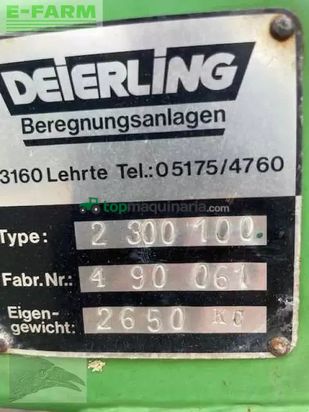 E-FARM
DEIERLING
Beregnungsanlagen
3160 Lehrte Tel.: 05175/4760
topmaquinaria.com
Type: 2 300 100
Fabr. Nr.: 4 90 061
Eigen-
gewicht: 2650 KG